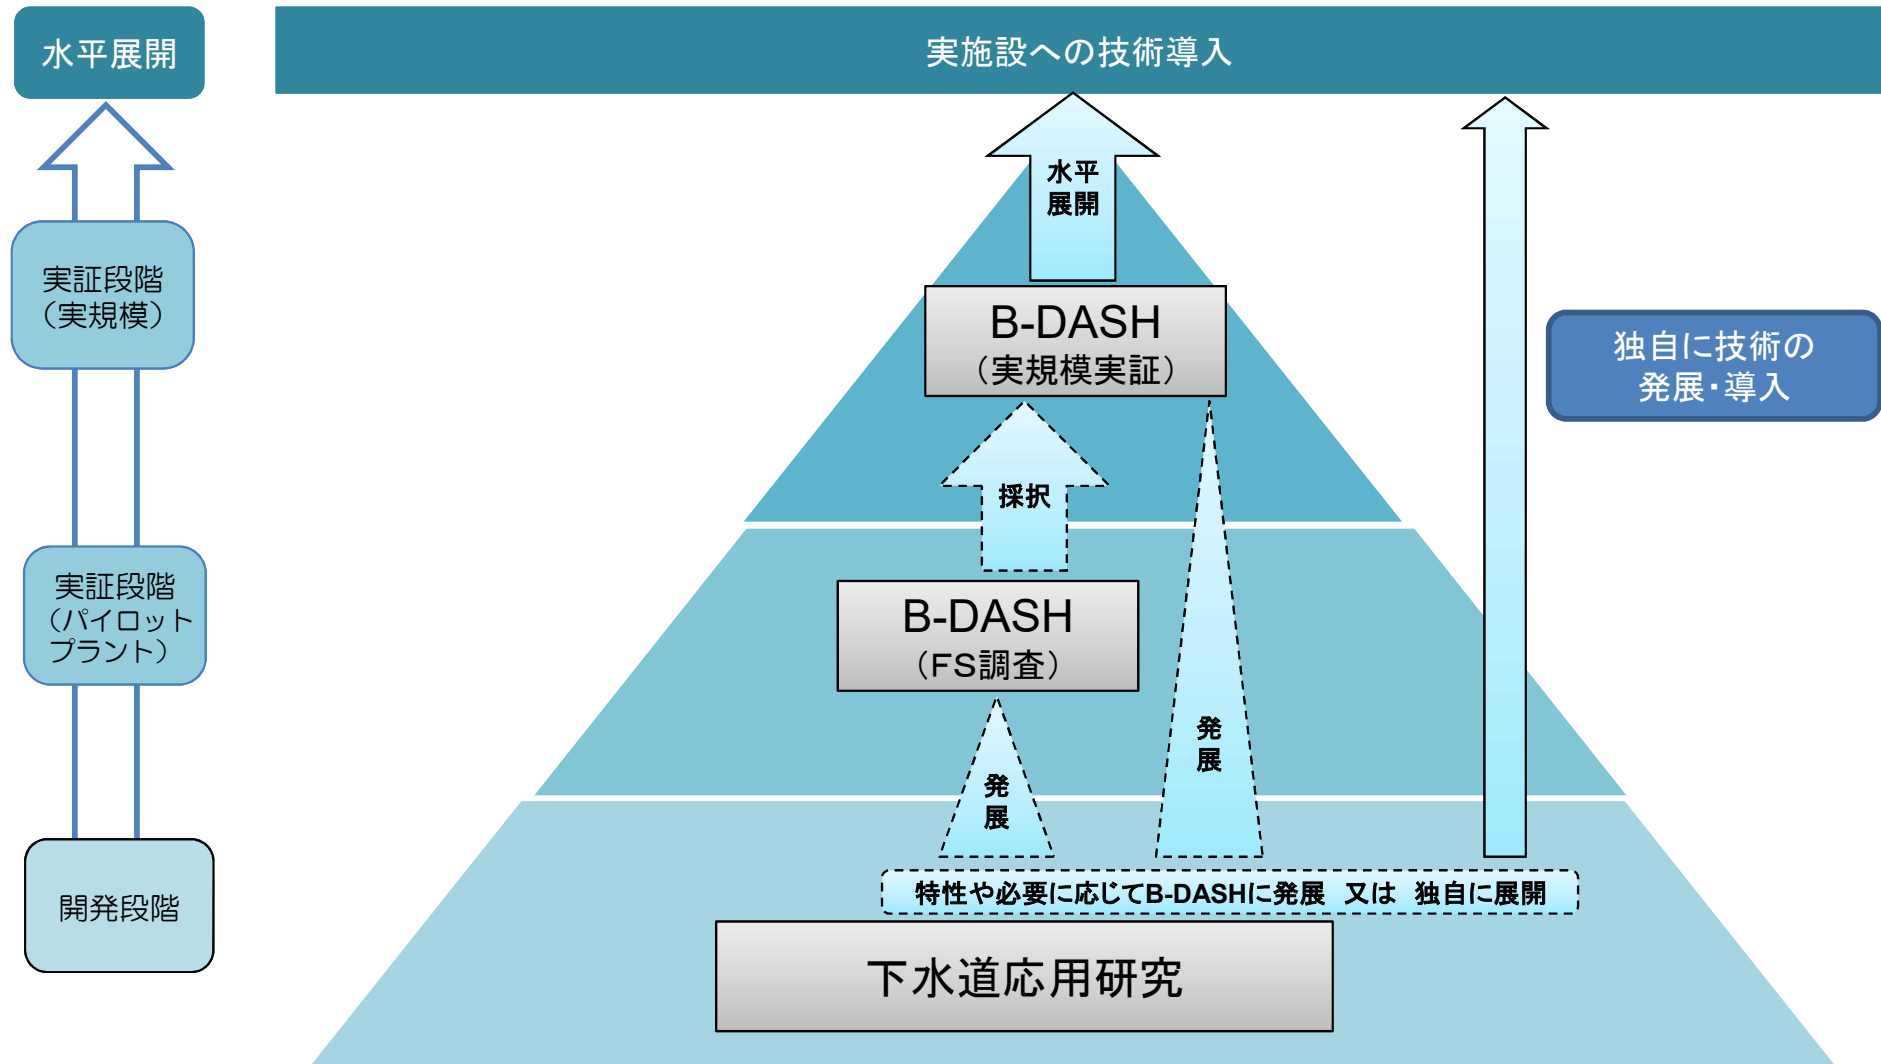 水平展開
実施設への技術導入
水平
展開
実証段階
（実規模）
B-DASH
（実規模実証）
独自に技術の
発展・導入
採択
実証段階
（パイロット
プラント）
B-DASH
（FS調査）
発
展
発
展
開発段階
特性や必要に応じてB-DASHに発展　又は　独自に展開
下水道応用研究